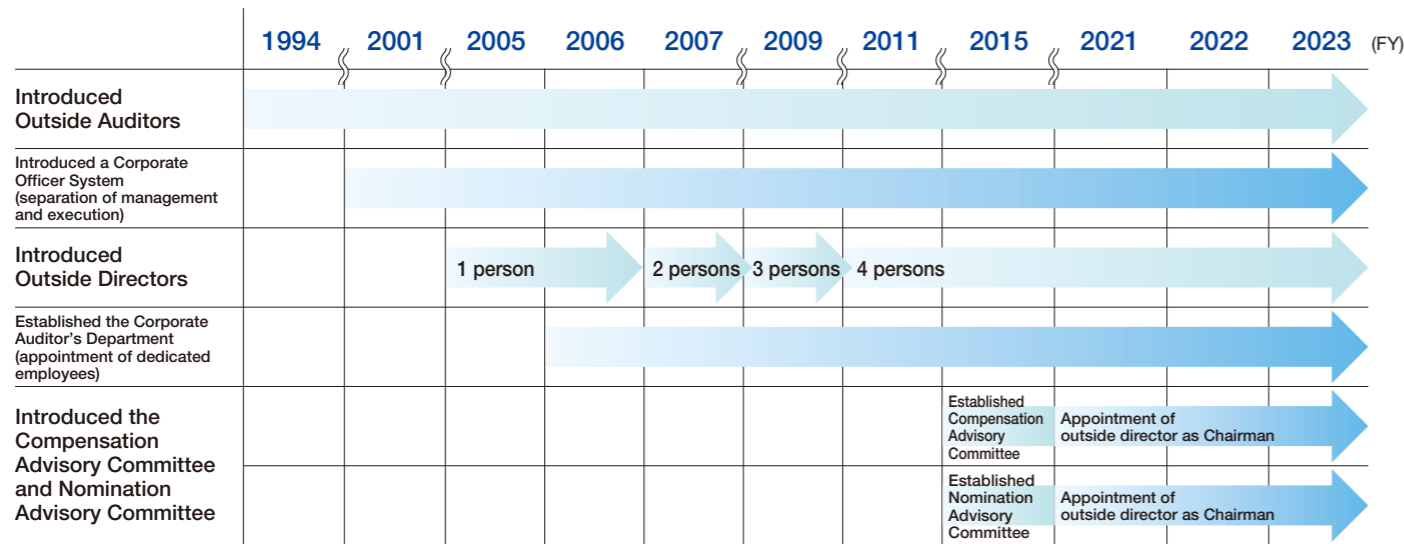 1994 2001 2005 2006 2007 2009 2011 2015 2021 2022 2023 (FY)
Introduced
Outside Auditors
Introduced a Corporate
Officer System
(separation of management
and execution)
Introduced
Outside Directors
1 person 2 persons 3 persons 4 persons
Established the Corporate
Auditor's Department
(appointment of dedicated
employees)
Introduced the
Compensation
Advisory Committee
and Nomination
Advisory Committee
Established
Compensation
Advisory
Committee
Appointment of
outside director as Chairman
Established
Nomination
Advisory
Committee
Appointment of
outside director as Chairman